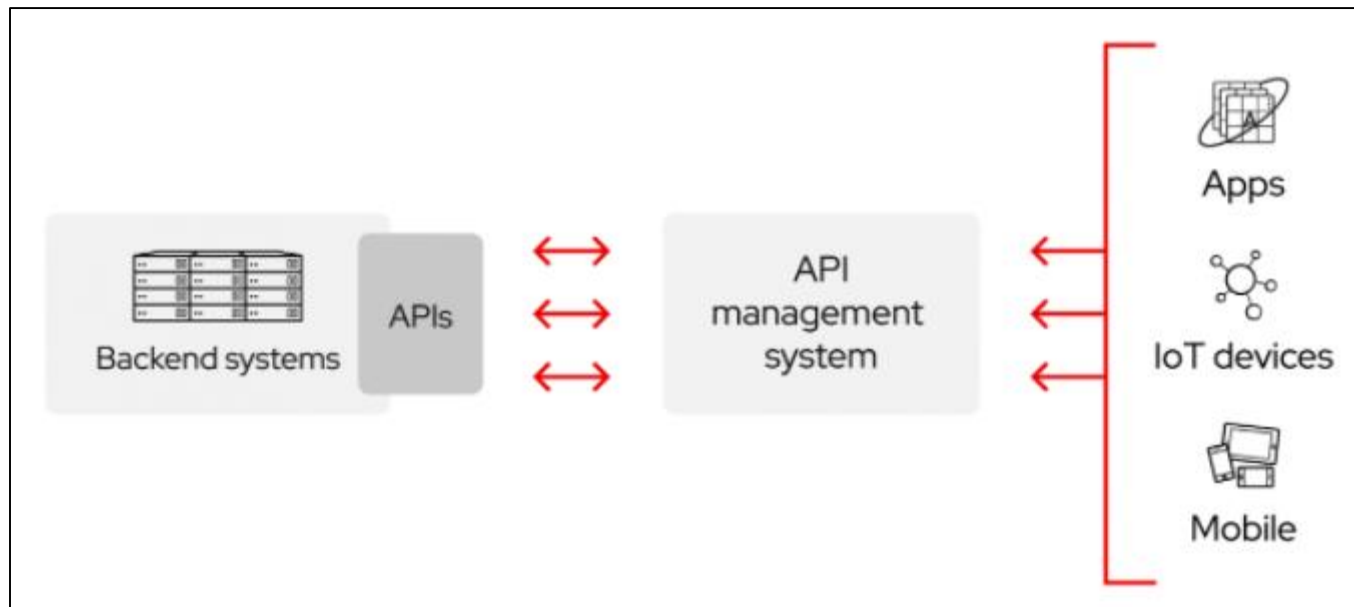 Backend systems
APIs
API
management
system
Apps
IoT devices
Mobile